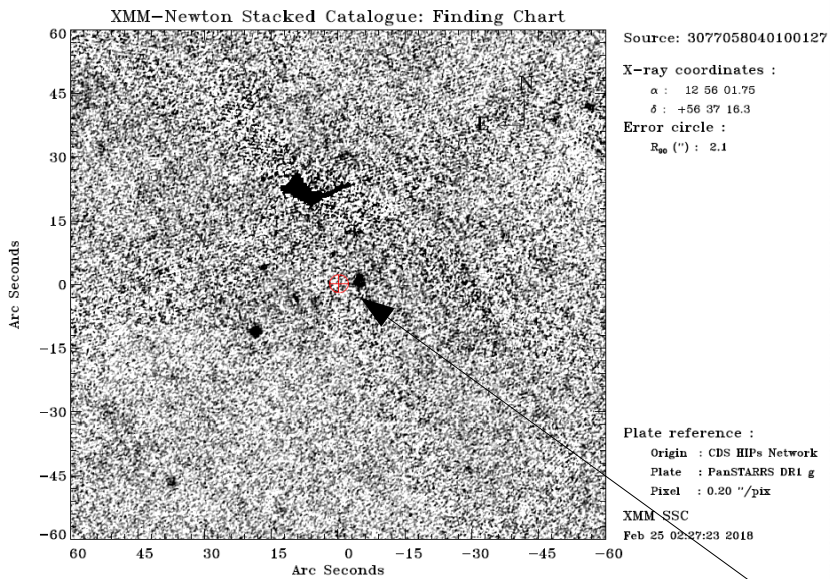 XMM-Newton Stacked Catalogue: Finding Chart
Source: 3077058040100127
X-ray coordinates :
α : 12 56 01.75
δ : +56 37 16.3
Error circle :
R₉₀ (") : 2.1
N
E
60
45
30
15
0
-15
-30
-45
-60
Arc Seconds
60 45 30 15 0 -15 -30 -45 -60
Arc Seconds
Plate reference :
Origin : CDS HIPs Network
Plate : PanSTARRS DR1 g
Pixel : 0.20 "/pix
XMM SSC
Feb 25 02:27:23 2018